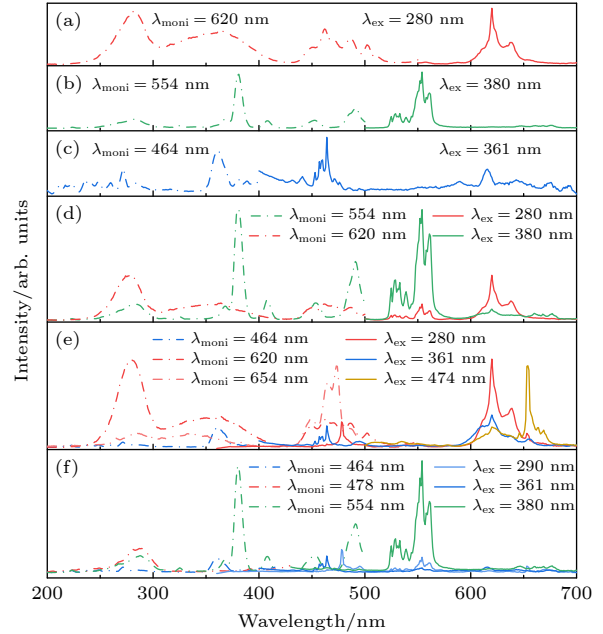 (a) λmoni=620 nm λex=280 nm
(b) λmoni=554 nm λex=380 nm
(c) λmoni=464 nm λex=361 nm
(d) λmoni=554 nm λex=280 nm
λmoni=620 nm λex=380 nm
(e) λmoni=464 nm λex=280 nm
λmoni=620 nm λex=361 nm
λmoni=654 nm λex=474 nm
(f) λmoni=464 nm λex=290 nm
λmoni=478 nm λex=361 nm
λmoni=554 nm λex=380 nm
Intensity/arb. units
200 300 400 500 600 700
Wavelength/nm